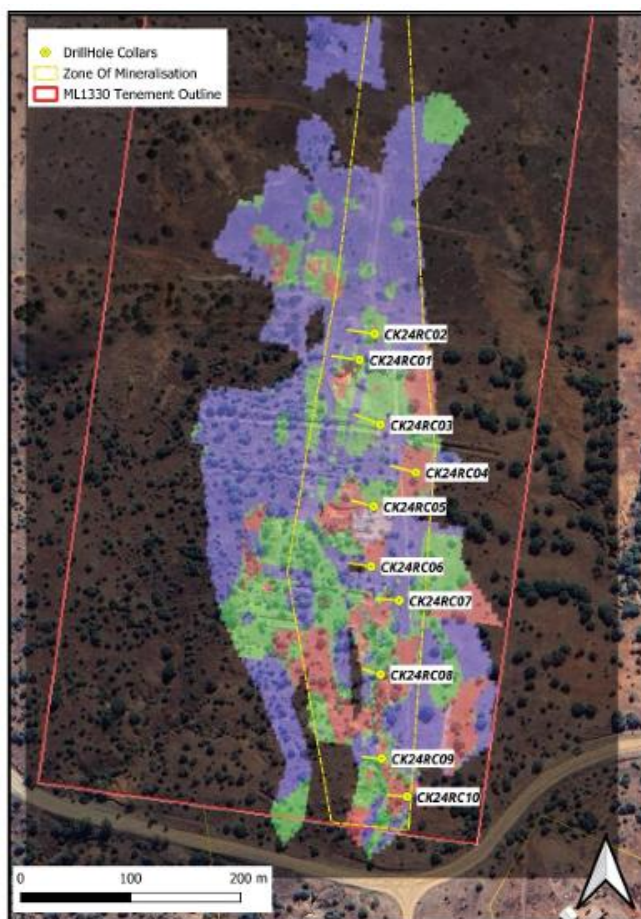 DrillHole Collars
Zone Of Mineralisation
ML1330 Tenement Outline
CK24RC02
CK24RC01
CK24RC03
CK24RC04
CK24RC05
CK24RC06
CK24RC07
CK24RC08
CK24RC09
CK24RC10
0 100 200 m